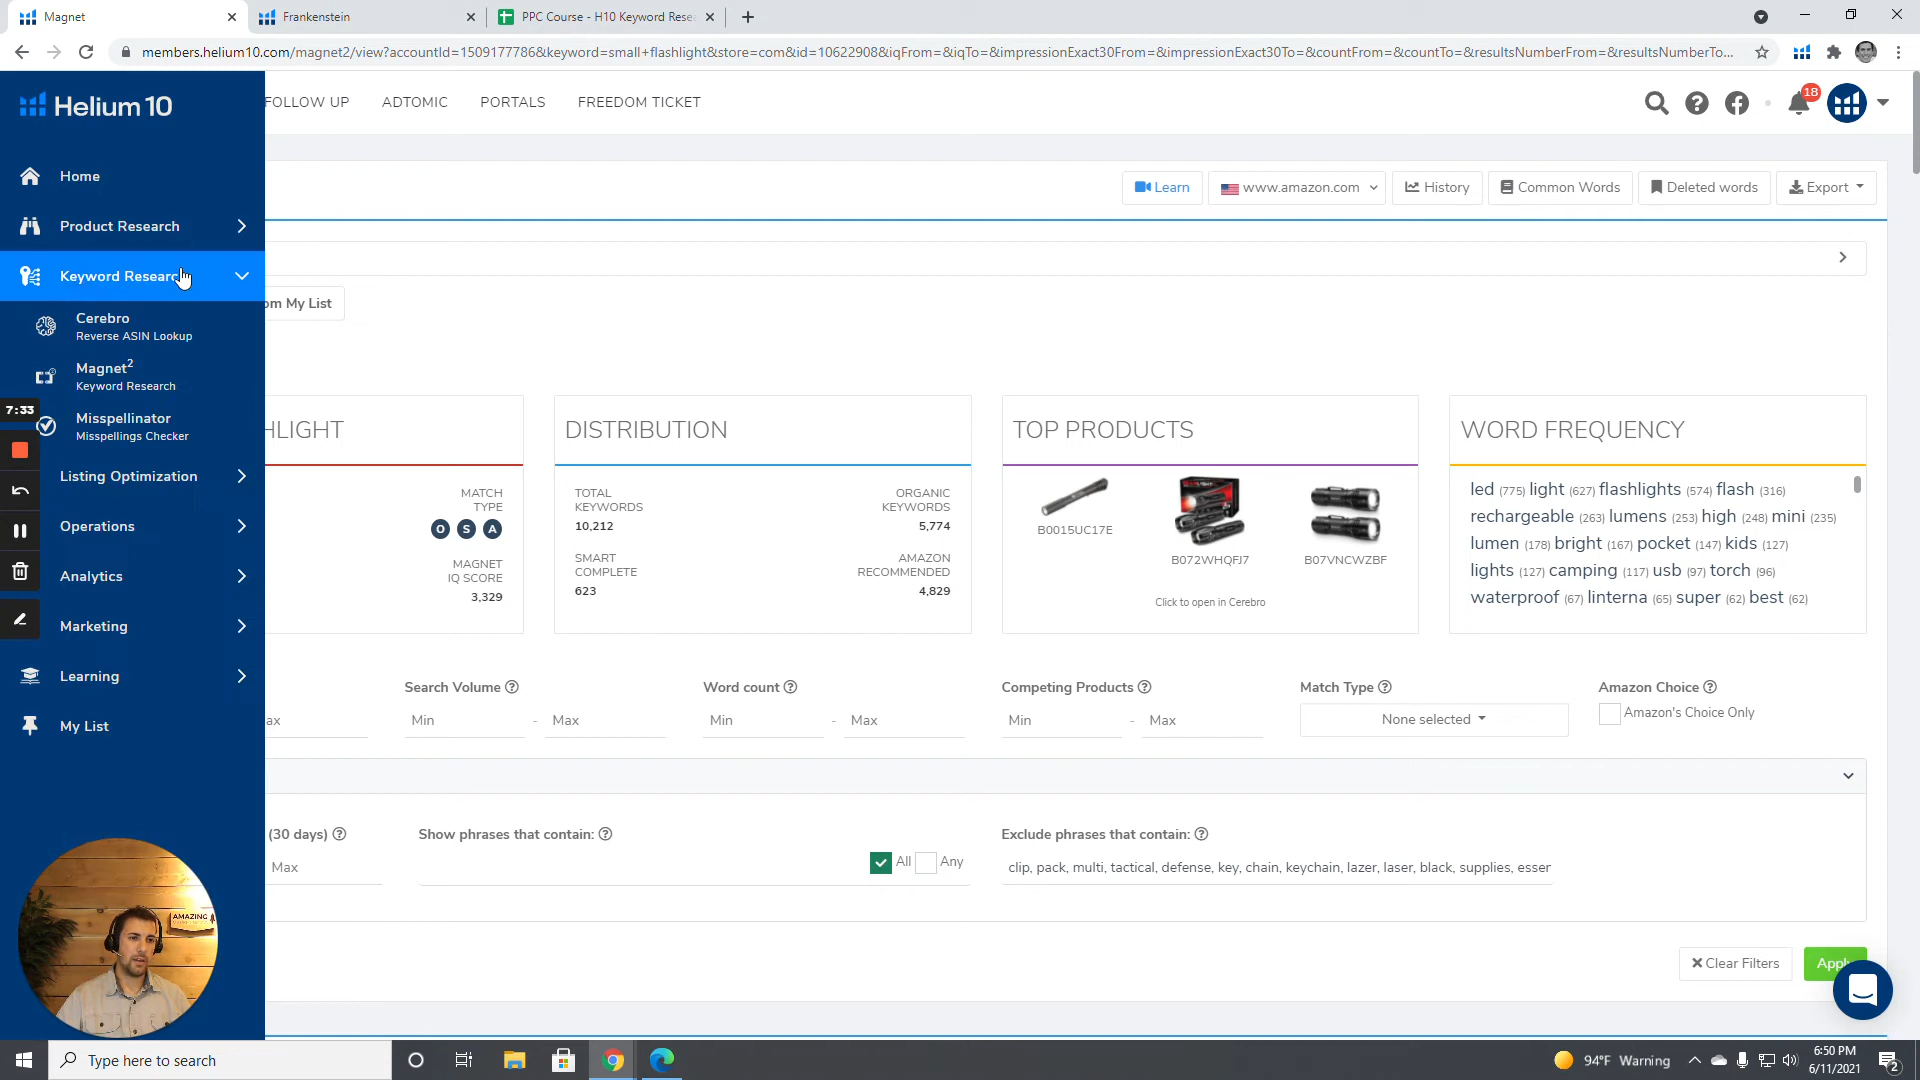 Magnet
Frankenstein
PPC Course - H10 Keyword Rese
members.helium10.com/magnet2/view?accountId=1509177786&keyword=small+flashlight&store=com&id=10622908&iqFrom=&iqTo=&impressionExact30From=&impressionExact30To=&countFrom=&countTo=&resultsNumberFrom=&resultsNumberTo...
Helium 10
FOLLOW UP
ADTOMIC
PORTALS
FREEDOM TICKET
18
Home
Product Research
Keyword Research
Cerebro
Reverse ASIN Lookup
Magnet2
Keyword Research
Misspellinator
Misspellings Checker
Listing Optimization
Operations
Analytics
Marketing
Learning
My List
7:33
Learn
www.amazon.com
History
Common Words
Deleted words
Export
om My List
HLIGHT
MATCH
TYPE
O S A
MAGNET
IQ SCORE
3,329
DISTRIBUTION
TOTAL
KEYWORDS
10,212
ORGANIC
KEYWORDS
5,774
SMART
COMPLETE
623
AMAZON
RECOMMENDED
4,829
TOP PRODUCTS
B0015UC17E
B072WHQFJ7
B07VNCWZBF
Click to open in Cerebro
WORD FREQUENCY
led (775) light (627) flashlights (574) flash (316)
rechargeable (263) lumens (253) high (248) mini (235)
lumen (178) bright (167) pocket (147) kids (127)
lights (127) camping (117) usb (97) torch (96)
waterproof (67) linterna (65) super (62) best (62)
ax
Search Volume
Min - Max
Word count
Min - Max
Competing Products
Min - Max
Match Type
None selected
Amazon Choice
Amazon's Choice Only
(30 days)
Max
Show phrases that contain:
All Any
Exclude phrases that contain:
clip, pack, multi, tactical, defense, key, chain, keychain, lazer, laser, black, supplies, esser
Clear Filters
Apply
AMAZING
Type here to search
94°F Warning
6:50 PM
6/11/2021
2